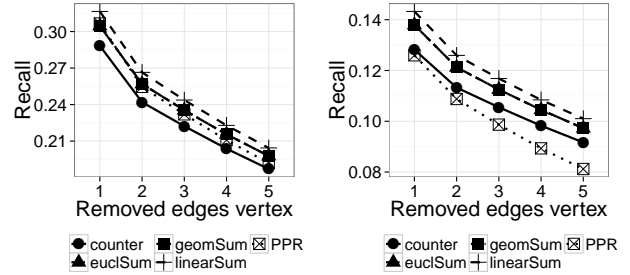 Recall
0.30
0.27
0.24
0.21
1 2 3 4 5
Removed edges vertex
counter geomSum PPR
euclSum linearSum
Recall
0.14
0.12
0.10
0.08
1 2 3 4 5
Removed edges vertex
counter geomSum PPR
euclSum linearSum